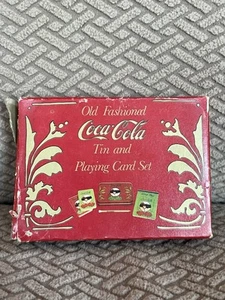 Old Fashioned
Coca-Cola
Tin and
Playing Card Set